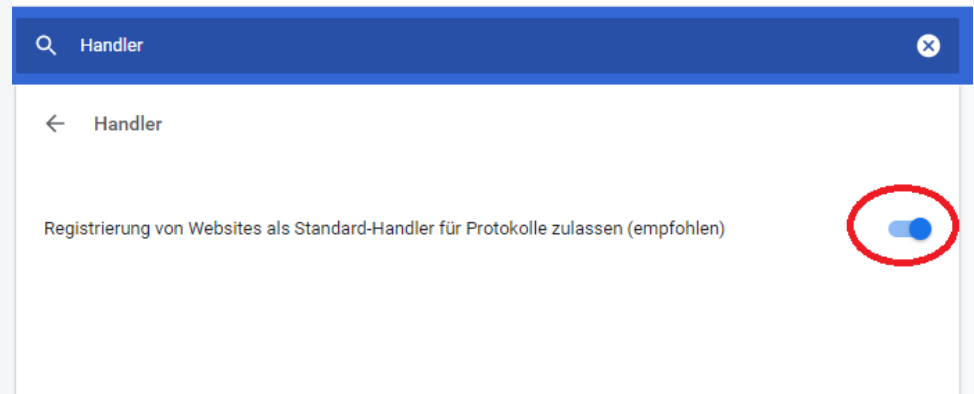 Handler
Handler
Registrierung von Websites als Standard-Handler für Protokolle zulassen (empfohlen)